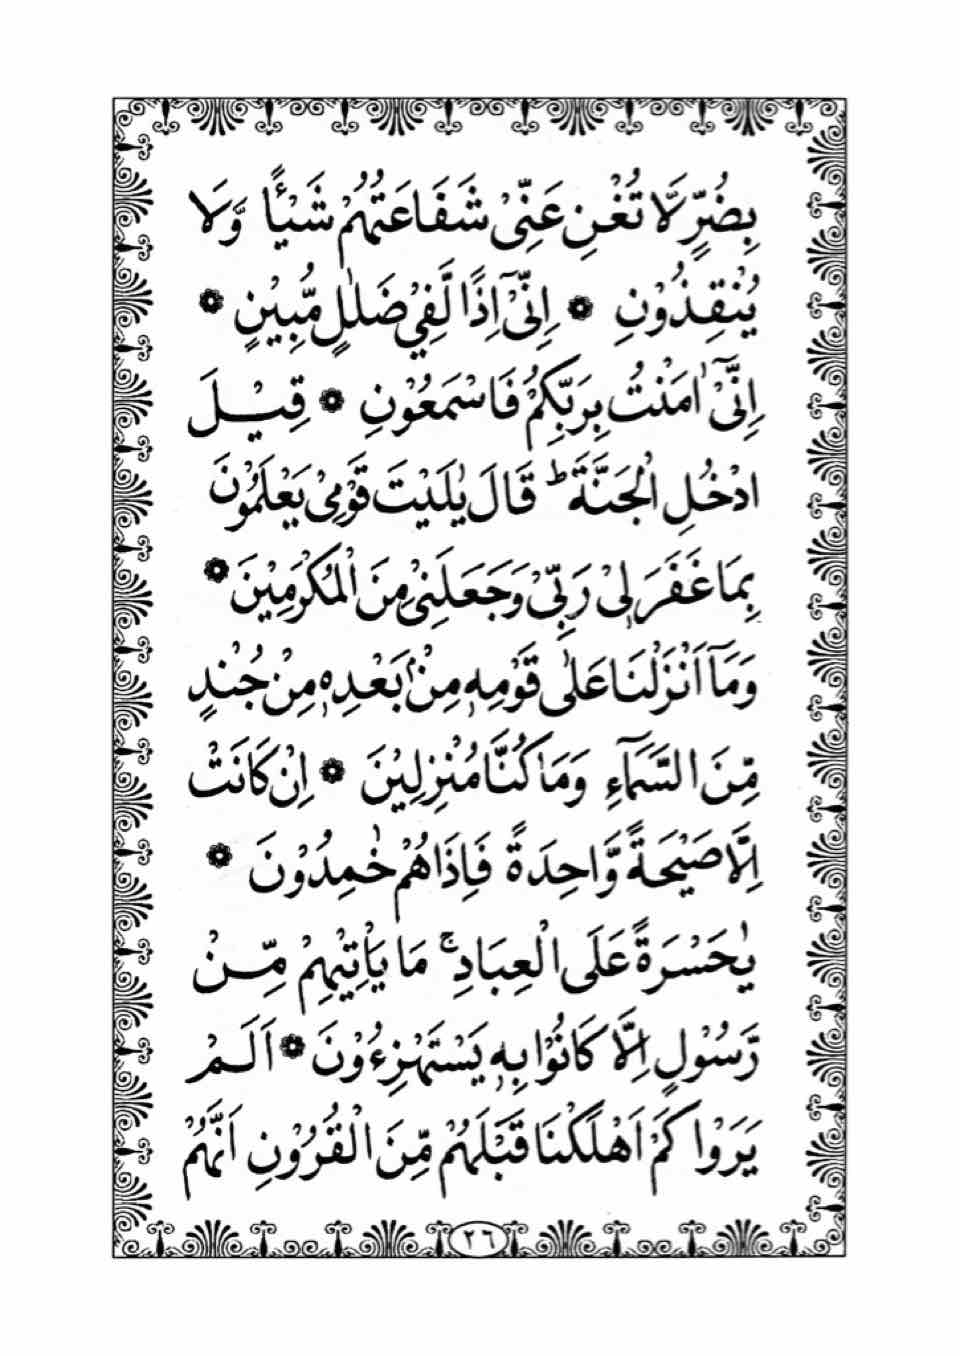 بِضُرٍّ لَّا تُغْنِ عَنِّىْ شَفَاعَتُهُمْ شَيْـًٔا وَّلَا
يُنْقِذُوْنِ ۞ اِنِّىْٓ اِذًا لَّفِيْ ضَلٰلٍ مُّبِيْنٍ ۞
اِنِّىْٓ اٰمَنْتُ بِرَبِّكُمْ فَاسْمَعُوْنِ ۞ قِيْلَ
ادْخُلِ الْجَنَّةَ ؕ قَالَ يٰلَيْتَ قَوْمِىْ يَعْلَمُوْنَ
بِمَا غَفَرَ لِىْ رَبِّىْ وَجَعَلَنِىْ مِنَ الْمُكْرَمِيْنَ ۞
وَمَآ اَنْزَلْنَا عَلٰى قَوْمِهٖ مِنْۢ بَعْدِهٖ مِنْ جُنْدٍ
مِّنَ السَّمَآءِ وَمَا كُنَّا مُنْزِلِيْنَ ۞ اِنْ كَانَتْ
اِلَّا صَيْحَةً وَّاحِدَةً فَاِذَا هُمْ خٰمِدُوْنَ ۞
يٰحَسْرَةً عَلَى الْعِبَادِ ۚ مَا يَاْتِيْهِمْ مِّنْ
رَّسُوْلٍ اِلَّا كَانُوْا بِهٖ يَسْتَهْزِءُوْنَ ۞ اَلَمْ
يَرَوْا كَمْ اَهْلَكْنَا قَبْلَهُمْ مِّنَ الْقُرُوْنِ اَنَّهُمْ
٢٦